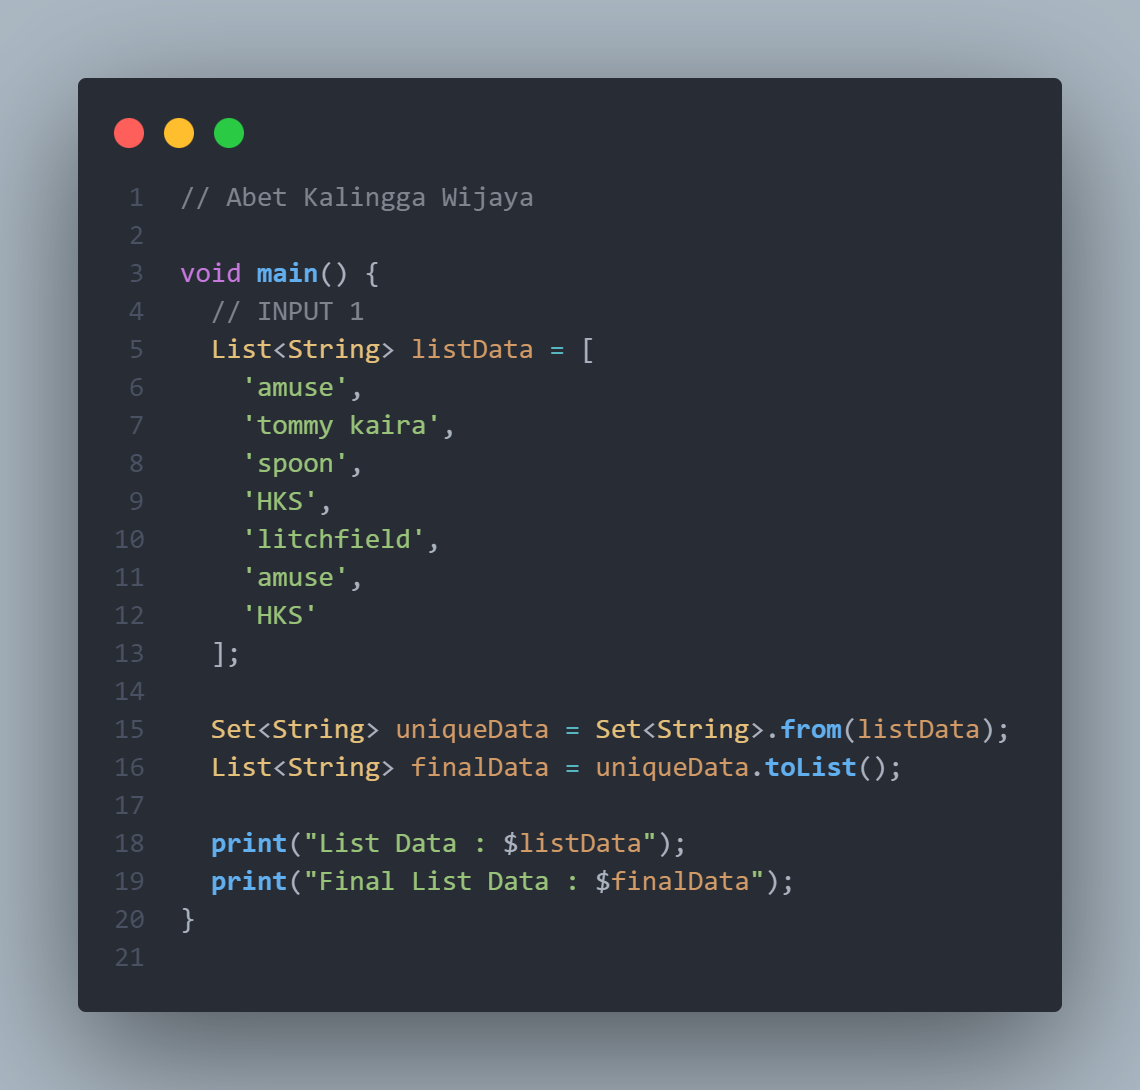 1 // Abet Kalingga Wijaya
2
3 void main() {
4   // INPUT 1
5   List<String> listData = [
6     'amuse',
7     'tommy kaira',
8     'spoon',
9     'HKS',
10     'litchfield',
11     'amuse',
12     'HKS'
13   ];
14
15   Set<String> uniqueData = Set<String>.from(listData);
16   List<String> finalData = uniqueData.toList();
17
18   print("List Data : $listData");
19   print("Final List Data : $finalData");
20 }
21